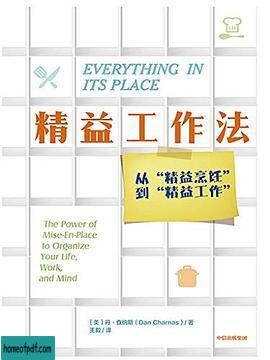 EVERYTHING IN
ITS PLACE
精益工作法
从“精益烹饪”
到“精益工作”
The Power of
Mise-En-Place
to Organize
Your Life,
Work, and
Mind
[美] 丹·查纳斯 (Dan Charnas) / 著
王毅 / 译
中信出版集团
homeofpdf.com